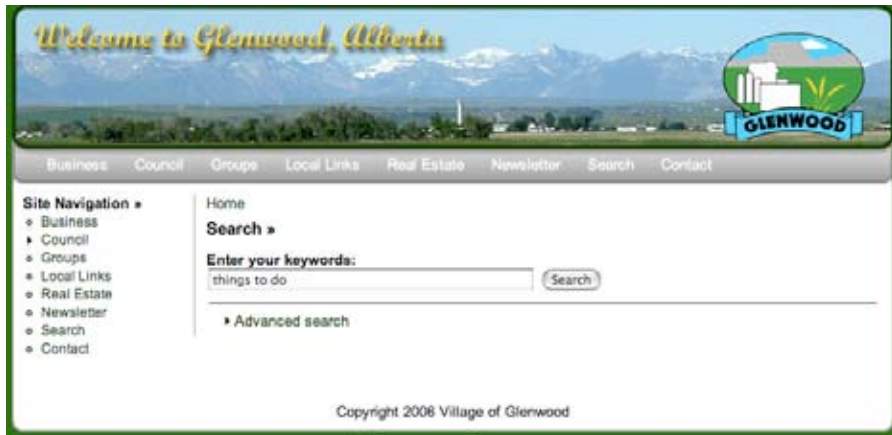 Welcome to Glenwood, Alberta
GLENWOOD
Business Council Groups Local Links Real Estate Newsletter Search Contact
Site Navigation »
Business
Council
Groups
Local Links
Real Estate
Newsletter
Search
Contact
Home
Search »
Enter your keywords:
things to do Search
Advanced search
Copyright 2006 Village of Glenwood